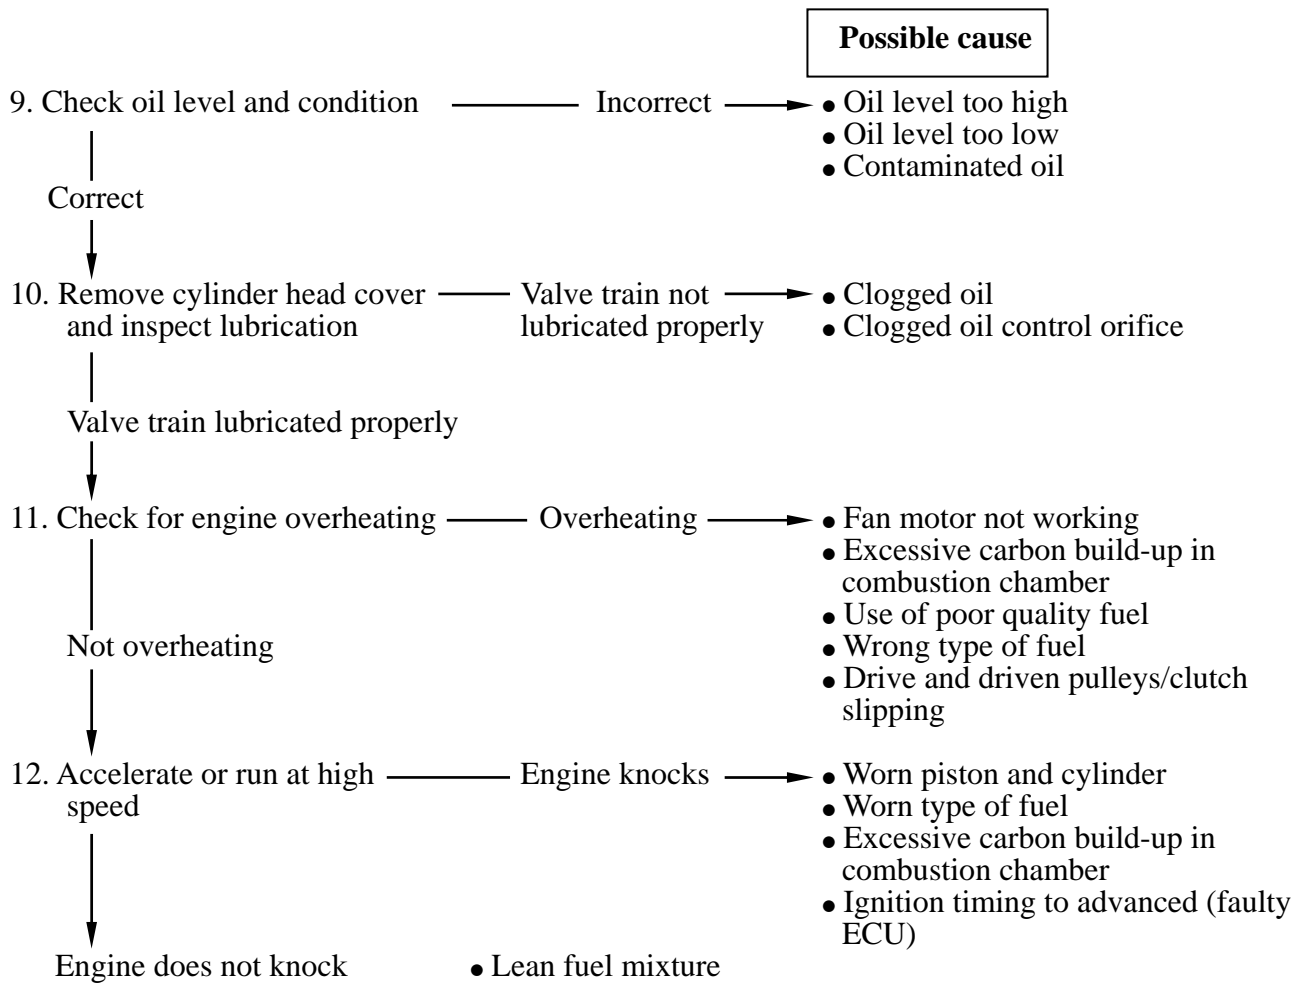 Possible cause
9. Check oil level and condition
Incorrect
● Oil level too high
● Oil level too low
● Contaminated oil
Correct
10. Remove cylinder head cover
and inspect lubrication
Valve train not
lubricated properly
● Clogged oil
● Clogged oil control orifice
Valve train lubricated properly
11. Check for engine overheating
Overheating
● Fan motor not working
● Excessive carbon build-up in
combustion chamber
● Use of poor quality fuel
● Wrong type of fuel
● Drive and driven pulleys/clutch
slipping
Not overheating
12. Accelerate or run at high
speed
Engine knocks
● Worn piston and cylinder
● Worn type of fuel
● Excessive carbon build-up in
combustion chamber
● Ignition timing to advanced (faulty
ECU)
Engine does not knock
● Lean fuel mixture